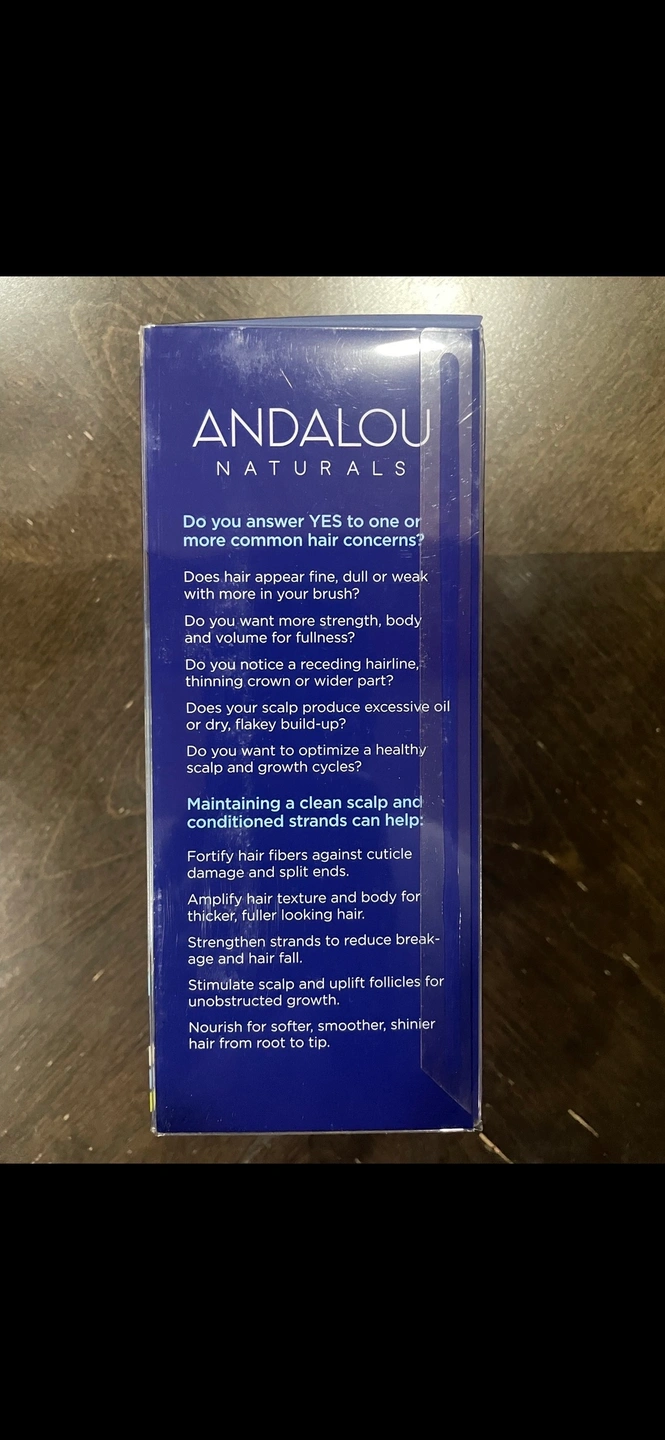 ANDALOU
NATURALS
Do you answer YES to one or
more common hair concerns?
Does hair appear fine, dull or weak
with more in your brush?
Do you want more strength, body
and volume for fullness?
Do you notice a receding hairline,
thinning crown or wider part?
Does your scalp produce excessive oil
or dry, flakey build-up?
Do you want to optimize a healthy
scalp and growth cycles?
Maintaining a clean scalp and
conditioned strands can help:
Fortify hair fibers against cuticle
damage and split ends.
Amplify hair texture and body for
thicker, fuller looking hair.
Strengthen strands to reduce break-
age and hair fall.
Stimulate scalp and uplift follicles for
unobstructed growth.
Nourish for softer, smoother, shinier
hair from root to tip.